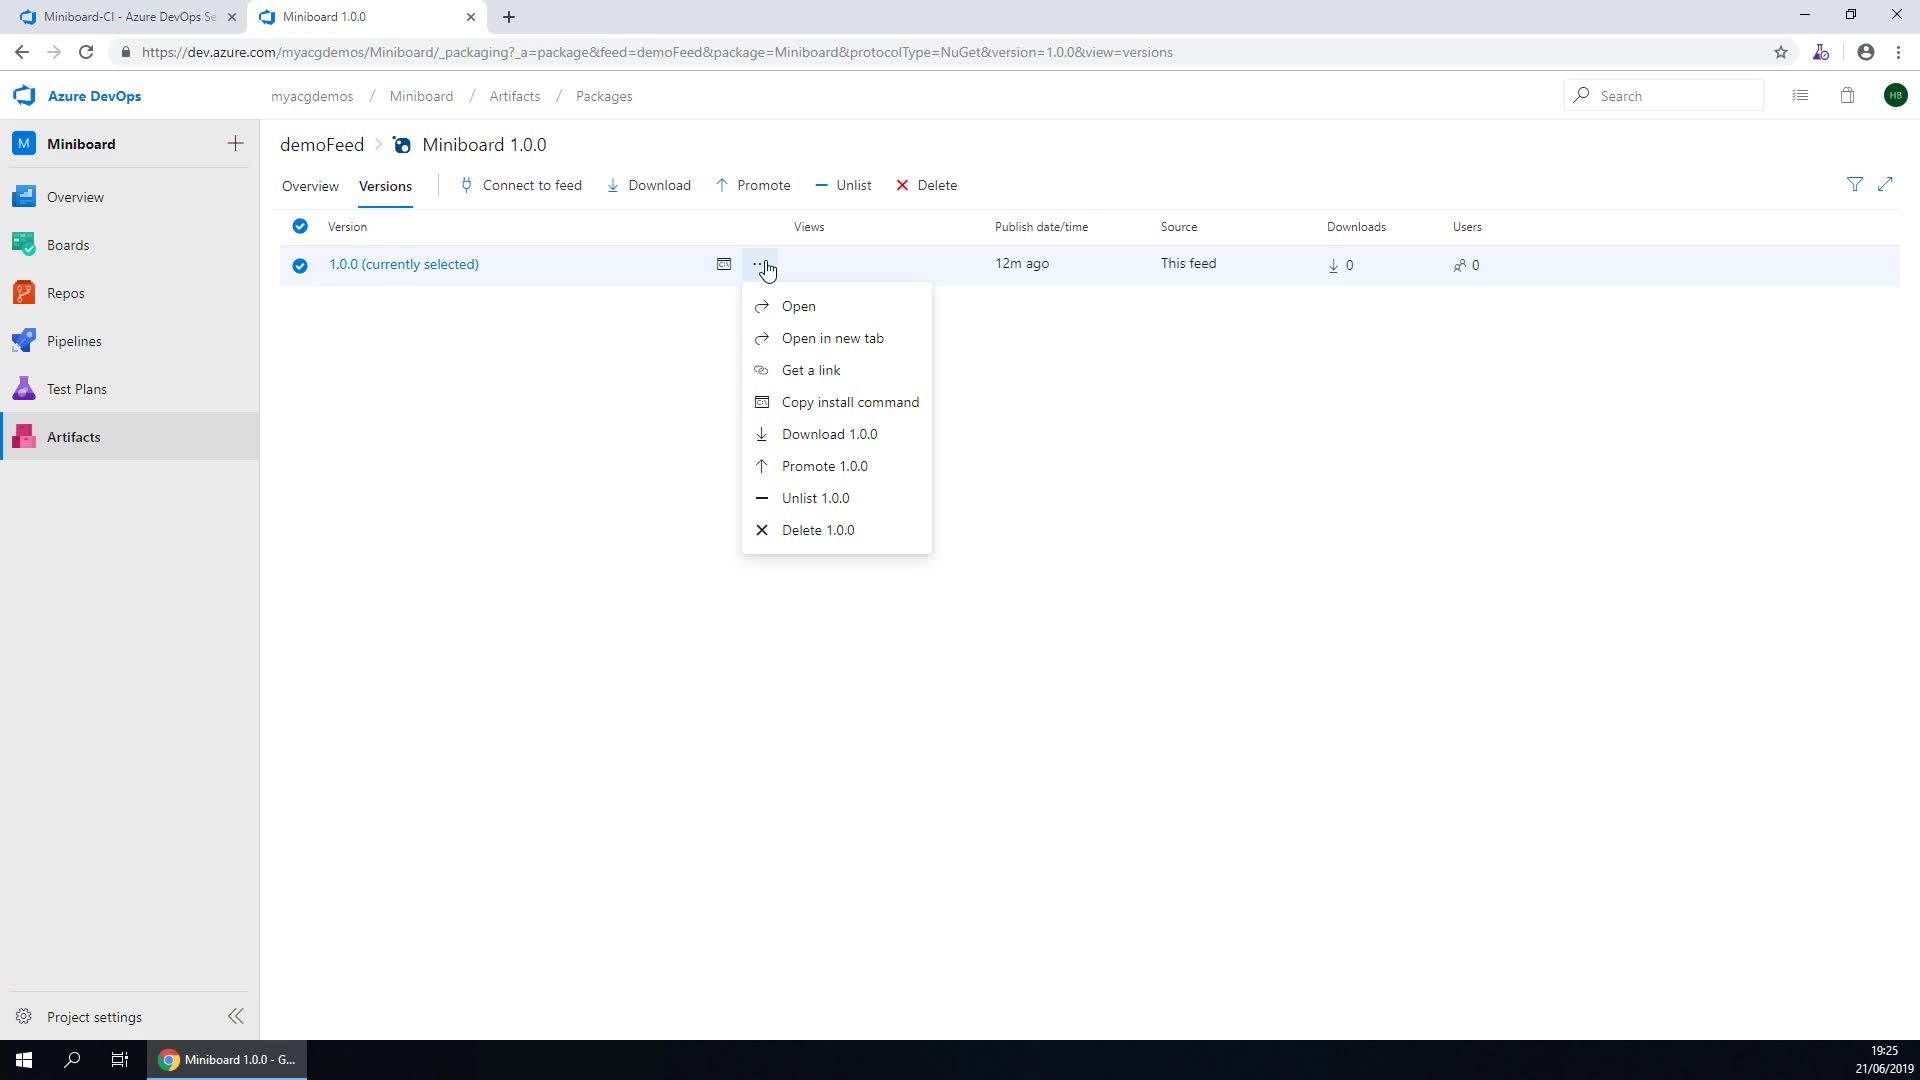 Miniboard-CI - Azure DevOps Se
Miniboard 1.0.0
https://dev.azure.com/myacgdemos/Miniboard/_packaging?_a=package&feed=demoFeed&package=Miniboard&protocolType=NuGet&version=1.0.0&view=versions
Azure DevOps
myacgdemos / Miniboard / Artifacts / Packages
Search
HB
M Miniboard
demoFeed > Miniboard 1.0.0
Overview Versions Connect to feed Download Promote Unlist Delete
Overview
Boards
Repos
Pipelines
Test Plans
Artifacts
Version Views Publish date/time Source Downloads Users
1.0.0 (currently selected) 12m ago This feed 0 0
Open
Open in new tab
Get a link
Copy install command
Download 1.0.0
Promote 1.0.0
Unlist 1.0.0
Delete 1.0.0
Project settings
Miniboard 1.0.0 - G...
19:25
21/06/2019